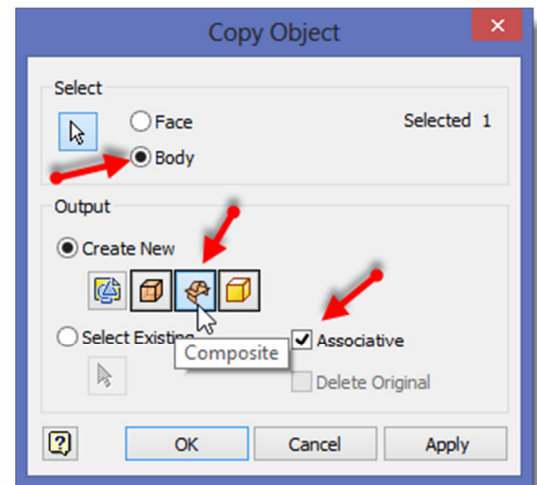 Copy Object
Select
Face
Selected 1
Body
Output
Create New
Select Existing
Composite
Associative
Delete Original
OK
Cancel
Apply